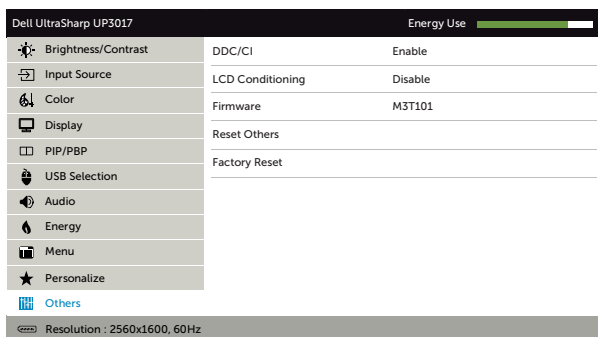 Dell UltraSharp UP3017 Energy Use
Brightness/Contrast
Input Source
Color
Display
PIP/PBP
USB Selection
Audio
Energy
Menu
Personalize
Others
DDC/CI Enable
LCD Conditioning Disable
Firmware M3T101
Reset Others
Factory Reset
Resolution : 2560x1600, 60Hz